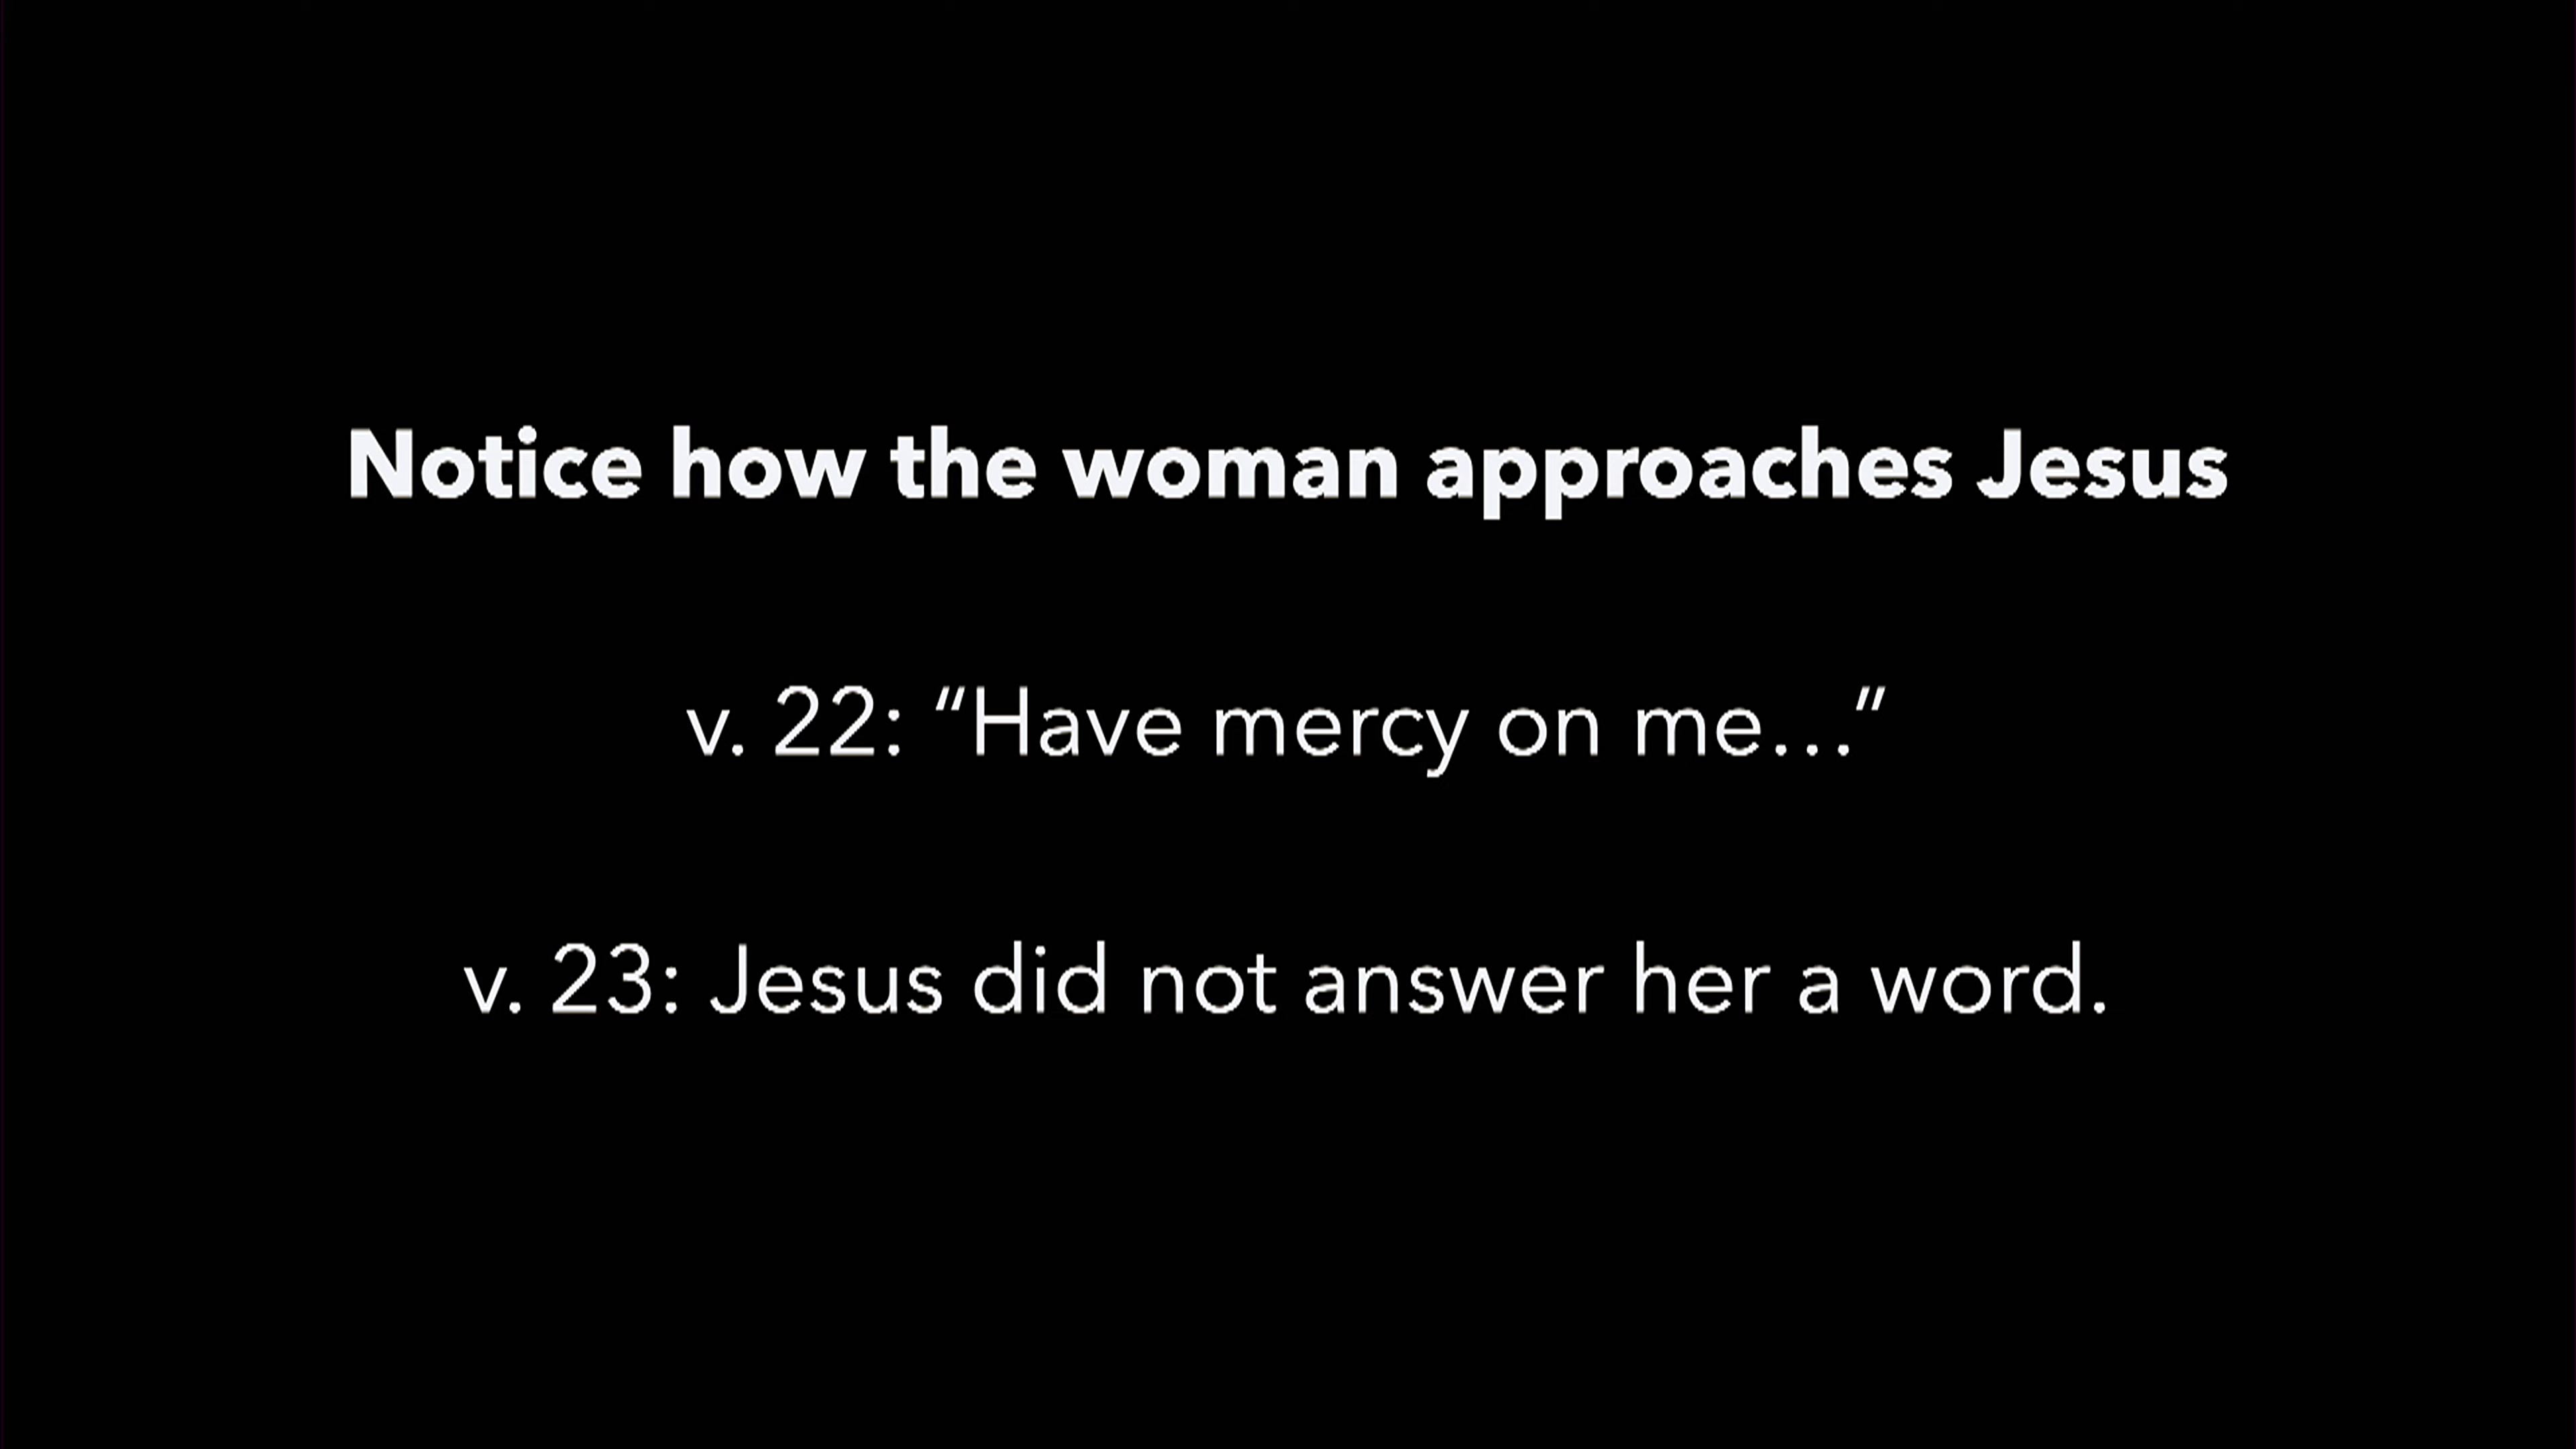 Notice how the woman approaches Jesus
v. 22: “Have mercy on me…”
v. 23: Jesus did not answer her a word.